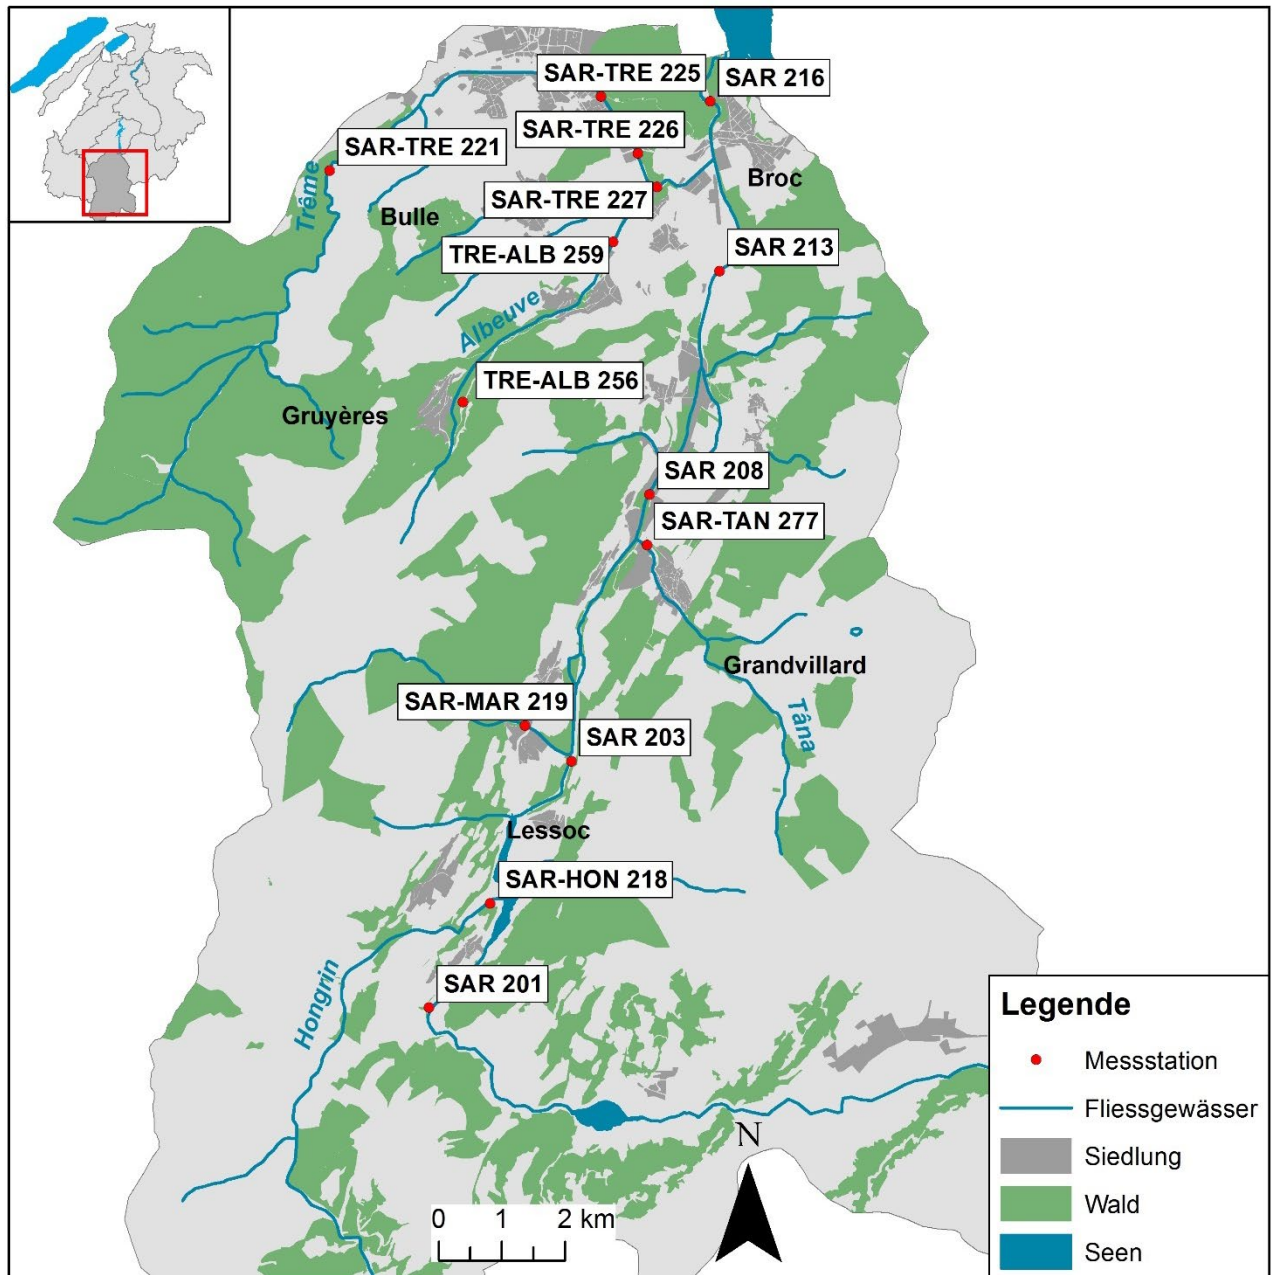 SAR-TRE 225
SAR 216
SAR-TRE 226
SAR-TRE 221
Broc
Trême
SAR-TRE 227
Bulle
SAR 213
TRE-ALB 259
Albeuve
TRE-ALB 256
Gruyères
SAR 208
SAR-TAN 277
Grandvillard
SAR-MAR 219
Tâna
SAR 203
Lessoc
SAR-HON 218
SAR 201
Hongrin
Legende
Messstation
Fliessgewässer
Siedlung
Wald
Seen
N
0 1 2 km